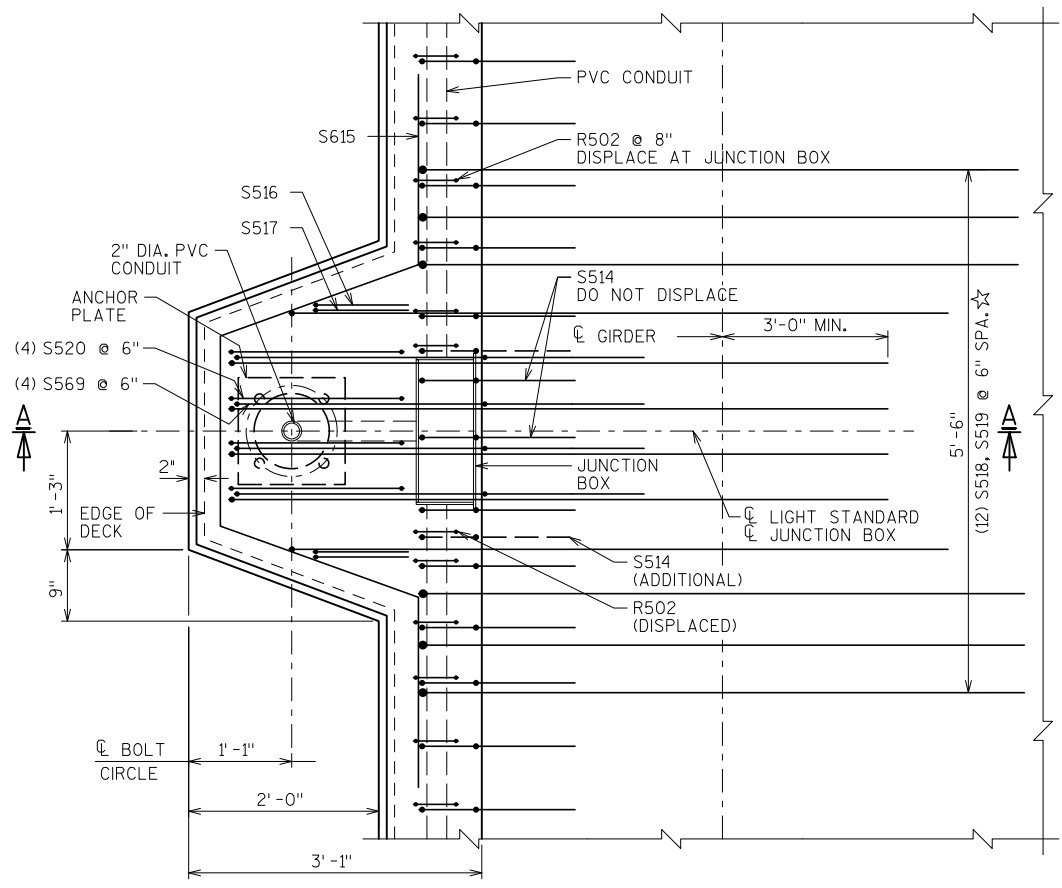 PVC CONDUIT
S615
R502 @ 8"
DISPLACE AT JUNCTION BOX
S516
S517
2" DIA. PVC
CONDUIT
S514
DO NOT DISPLACE
ANCHOR
PLATE
℄ GIRDER
3'-0" MIN.
(4) S520 @ 6"
(4) S569 @ 6"
A
A
5'-6"
(12) S518, S519 @ 6" SPA. ☆
2"
1'-3"
JUNCTION
BOX
EDGE OF
DECK
℄ LIGHT STANDARD
℄ JUNCTION BOX
S514
(ADDITIONAL)
9"
R502
(DISPLACED)
℄ BOLT
CIRCLE
1'-1"
2'-0"
3'-1"